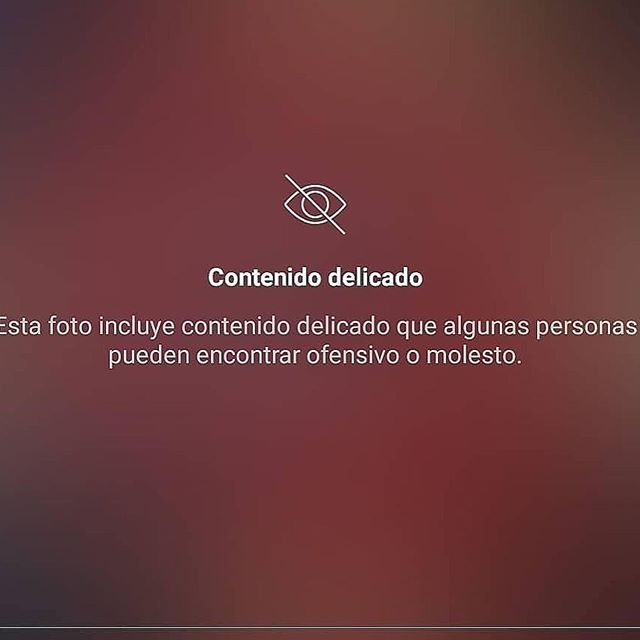 Contenido delicado
Esta foto incluye contenido delicado que algunas personas
pueden encontrar ofensivo o molesto.